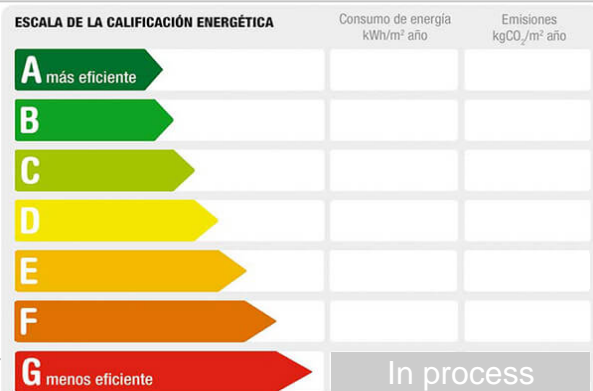 ESCALA DE LA CALIFICACIÓN ENERGÉTICA
Consumo de energía
kWh/m² año
Emisiones
kgCO₂/m² año
A más eficiente
B
C
D
E
F
G menos eficiente
In process